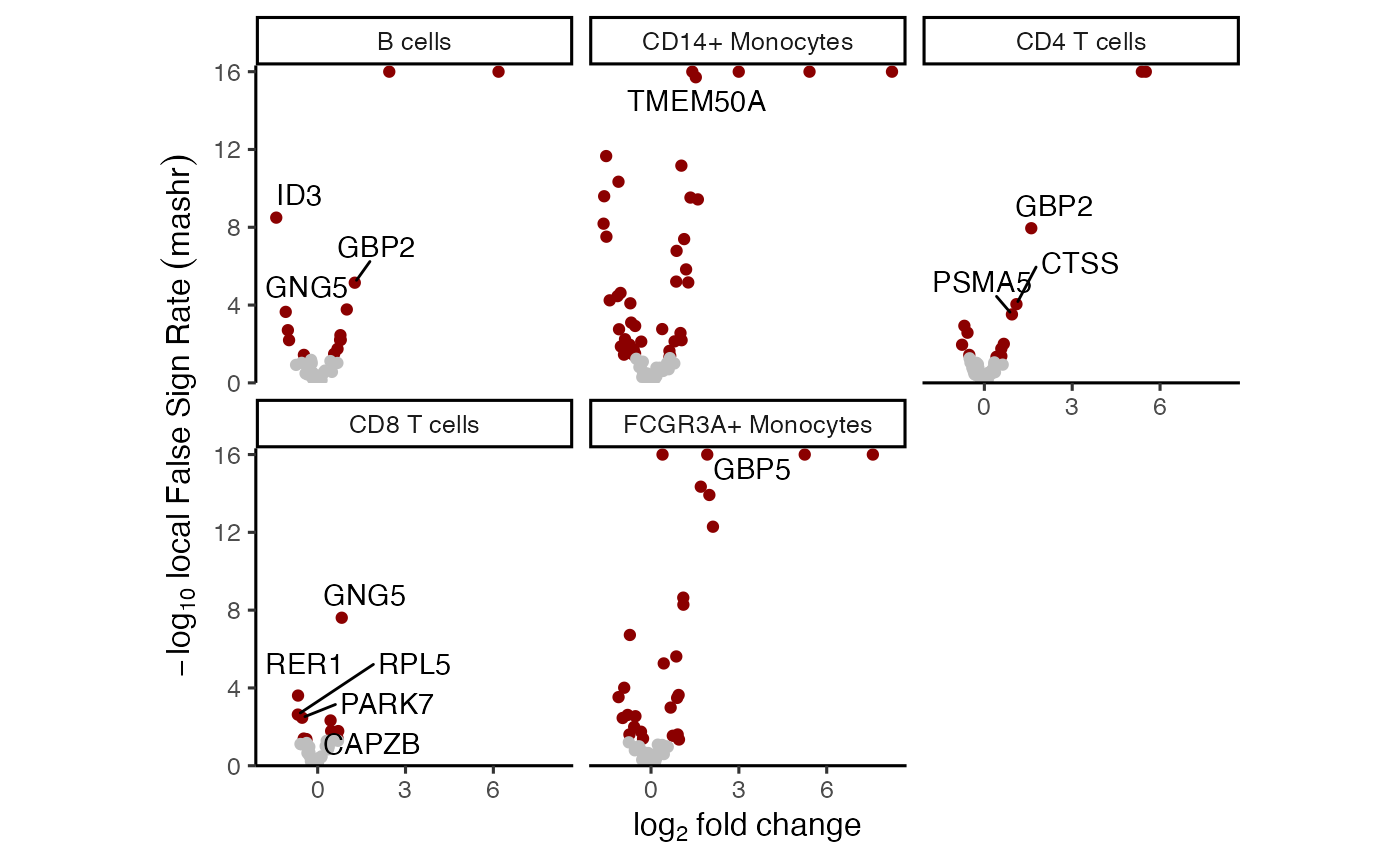 B cells
CD14+ Monocytes
CD4 T cells
16
12
8
4
0
ID3
GBP2
GNG5
TMEM50A
GBP2
CTSS
PSMA5
0 3 6
CD8 T cells
FCGR3A+ Monocytes
16
12
8
4
0
GNG5
RER1
RPL5
PARK7
CAPZB
GBP5
0 3 6
0 3 6
log₂ fold change
−log₁₀ local False Sign Rate (mashr)